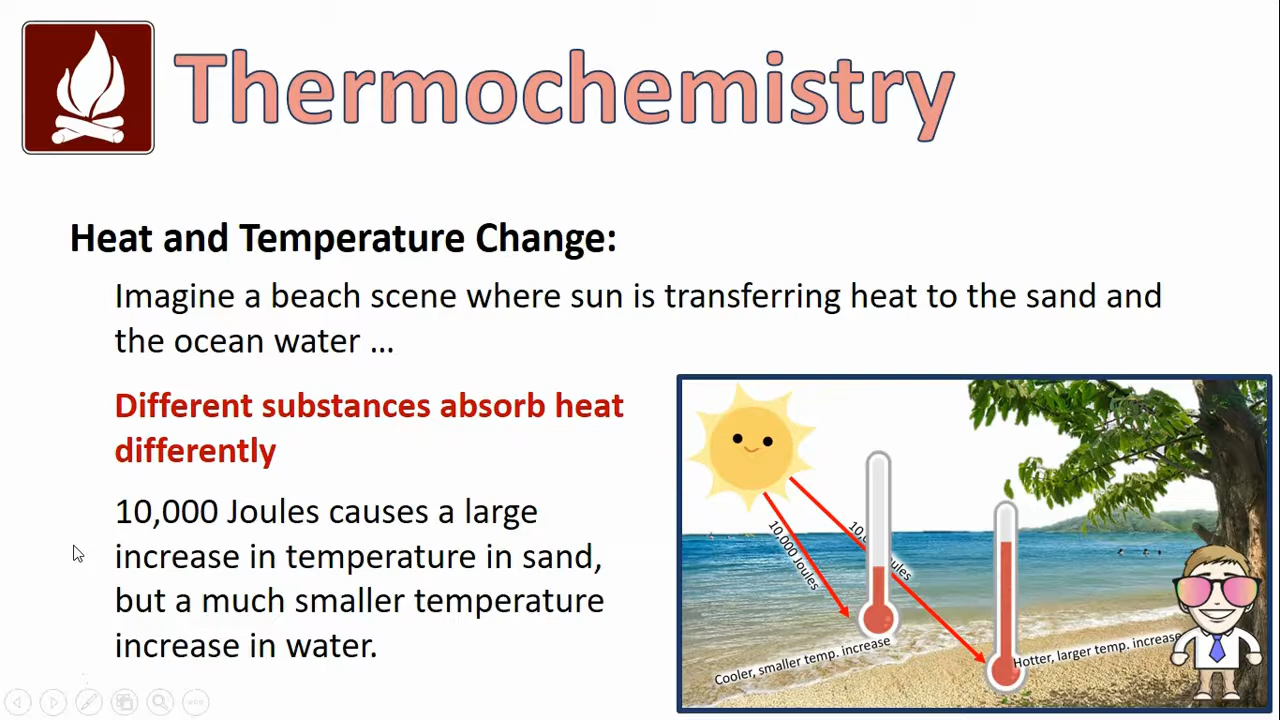 Thermochemistry
Heat and Temperature Change:
Imagine a beach scene where sun is transferring heat to the sand and
the ocean water ...
Different substances absorb heat
differently
10,000 Joules causes a large
increase in temperature in sand,
but a much smaller temperature
increase in water.
10,000 Joules
Cooler, smaller temp. increase
Hotter, larger temp. increase